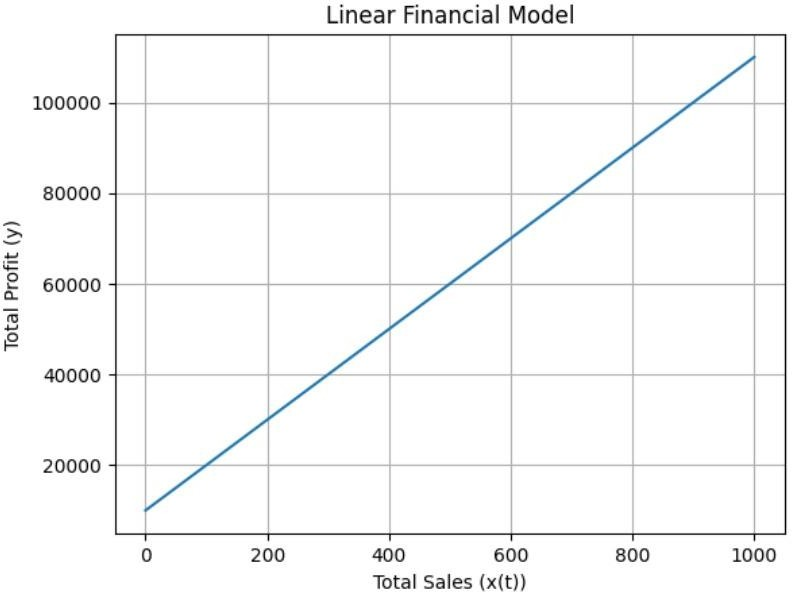 Linear Financial Model
100000
80000
60000
40000
20000
Total Profit (y)
0 200 400 600 800 1000
Total Sales (x(t))